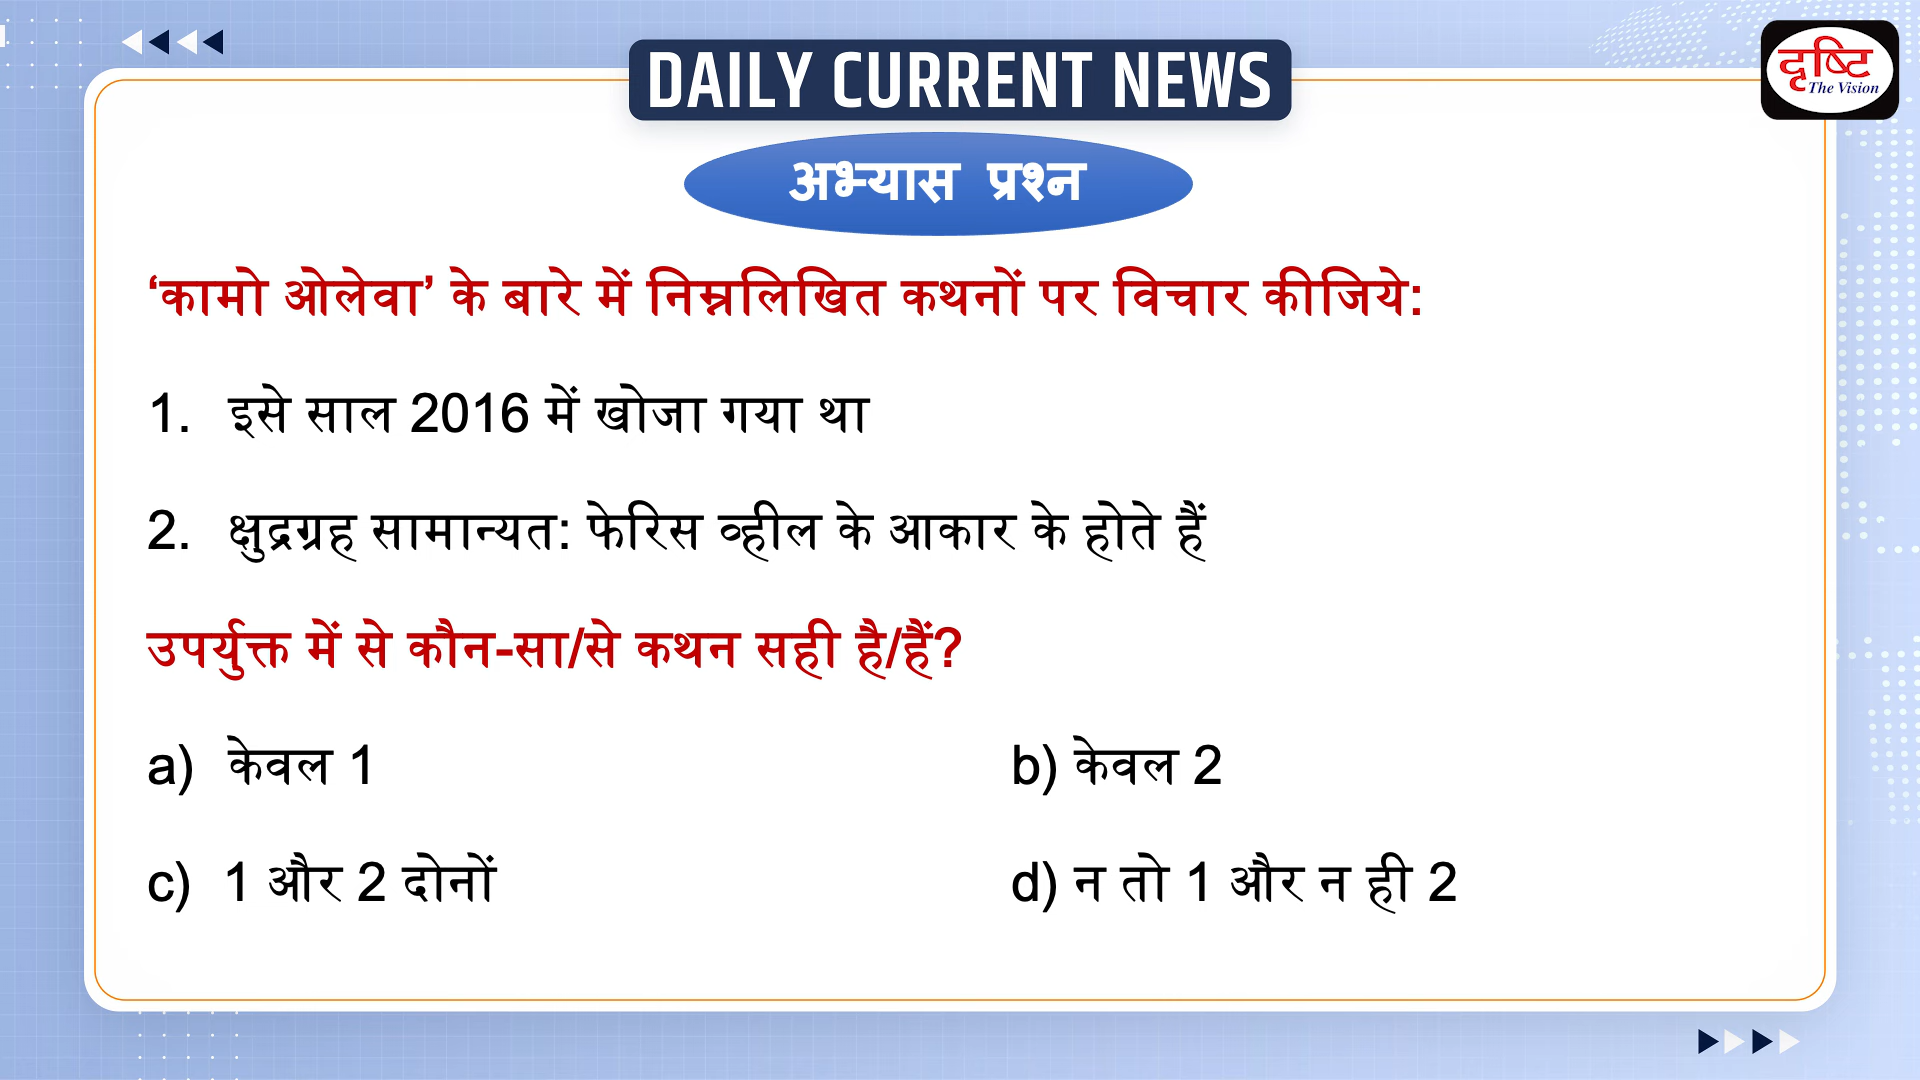 DAILY CURRENT NEWS
दृष्टि
The Vision
अभ्यास प्रश्न
‘कामो ओलेवा’ के बारे में निम्नलिखित कथनों पर विचार कीजिये:
1. इसे साल 2016 में खोजा गया था
2. क्षुद्रग्रह सामान्यत: फेरिस व्हील के आकार के होते हैं
उपर्युक्त में से कौन-सा/से कथन सही है/हैं?
a) केवल 1 b) केवल 2
c) 1 और 2 दोनों d) न तो 1 और न ही 2